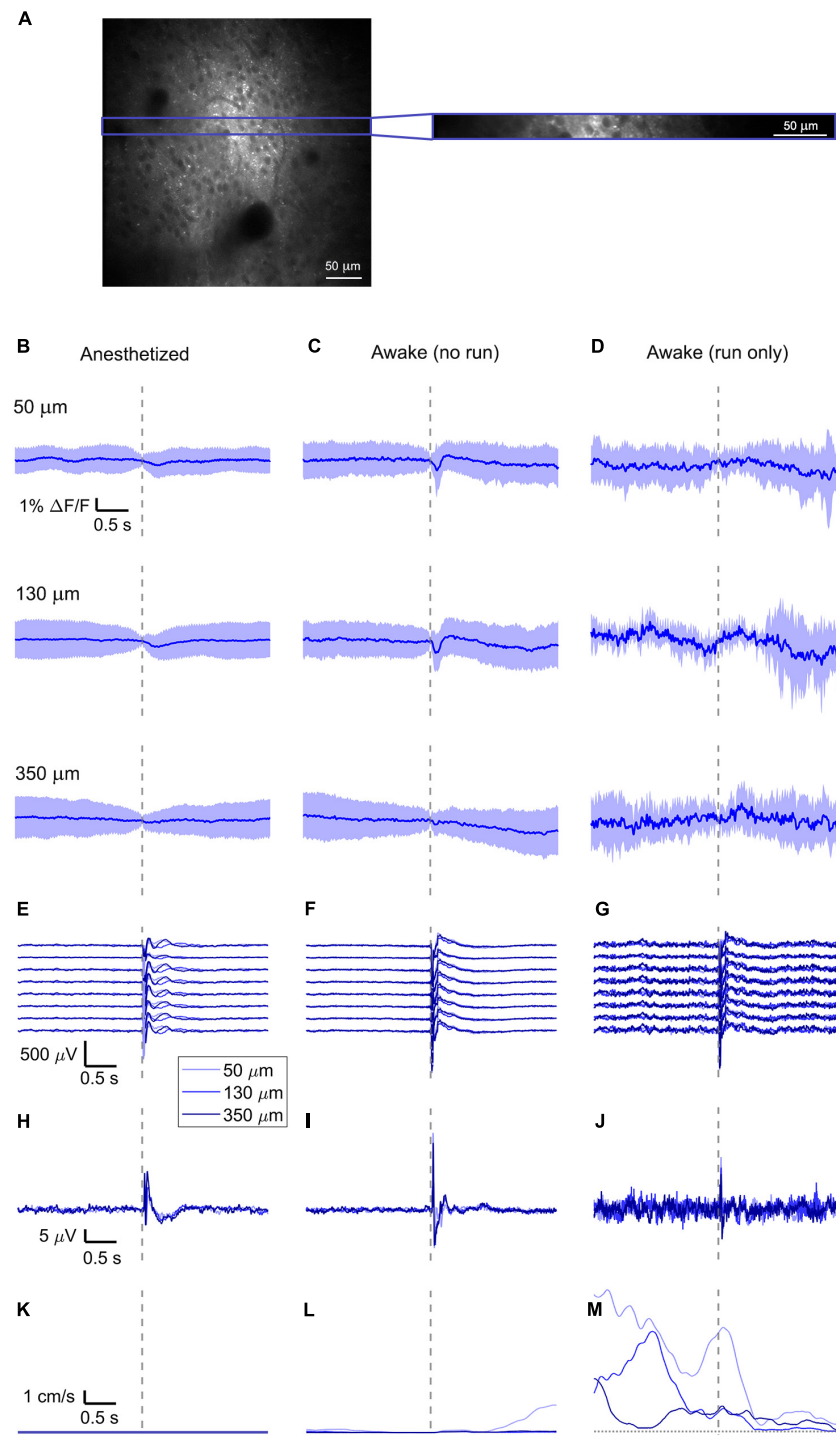 A
50 μm
50 μm
B
Anesthetized
C
Awake (no run)
D
Awake (run only)
50 μm
1% ΔF/F
0.5 s
130 μm
350 μm
E
F
G
500 μV
0.5 s
50 μm
130 μm
350 μm
H
I
J
5 μV
0.5 s
K
L
M
1 cm/s
0.5 s